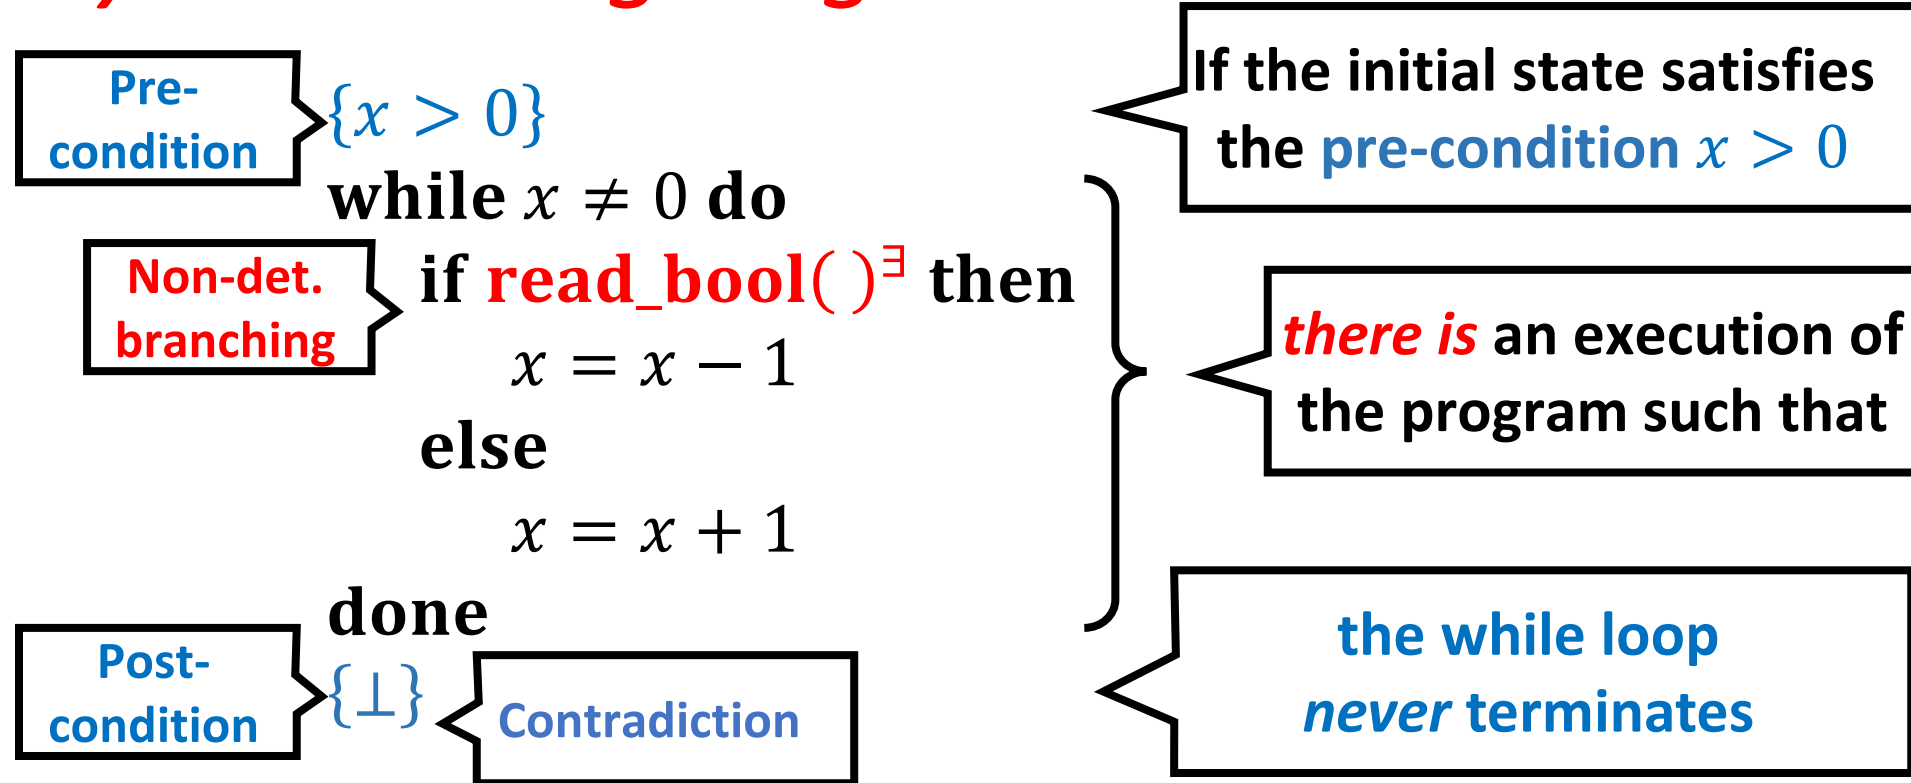 Pre-
condition
{x > 0}
while x ≠ 0 do
Non-det.
branching
if read_bool( )^∃ then
x = x − 1
else
x = x + 1
done
Post-
condition
{⊥}
Contradiction
If the initial state satisfies
the pre-condition x > 0
there is an execution of
the program such that
the while loop
never terminates